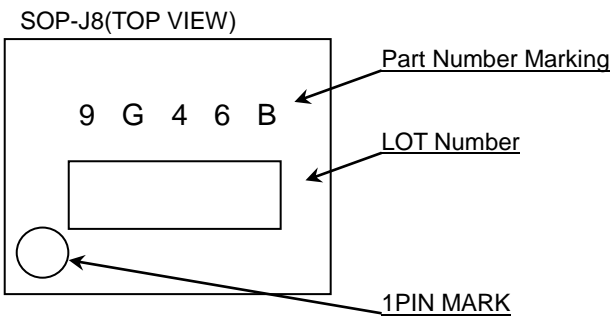 SOP-J8(TOP VIEW)
Part Number Marking
9 G 4 6 B
LOT Number
1PIN MARK